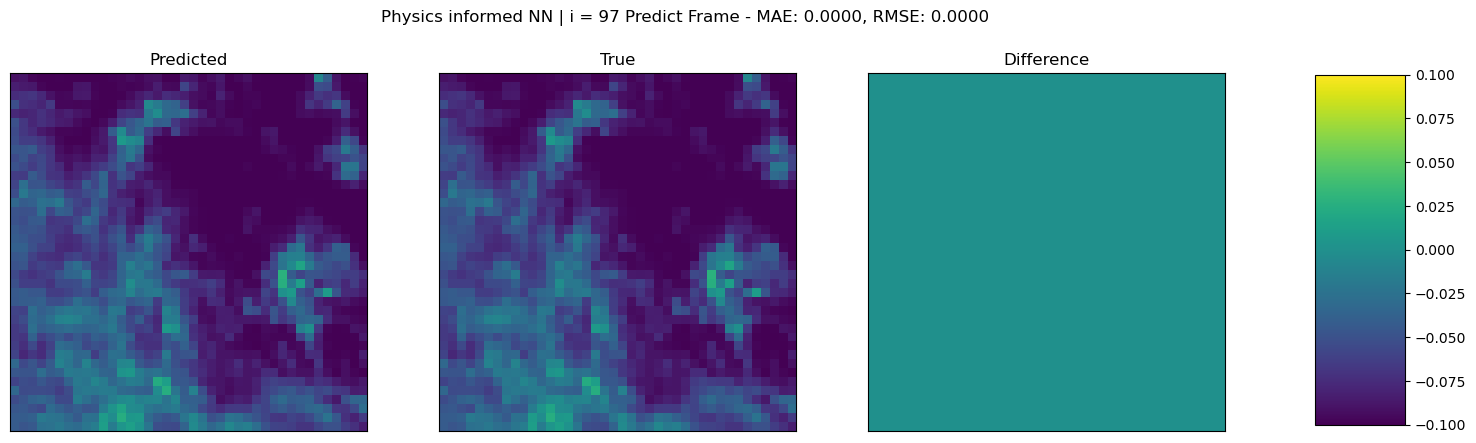 Physics informed NN | i = 97 Predict Frame - MAE: 0.0000, RMSE: 0.0000
Predicted
True
Difference
0.100
0.075
0.050
0.025
0.000
−0.025
−0.050
−0.075
−0.100